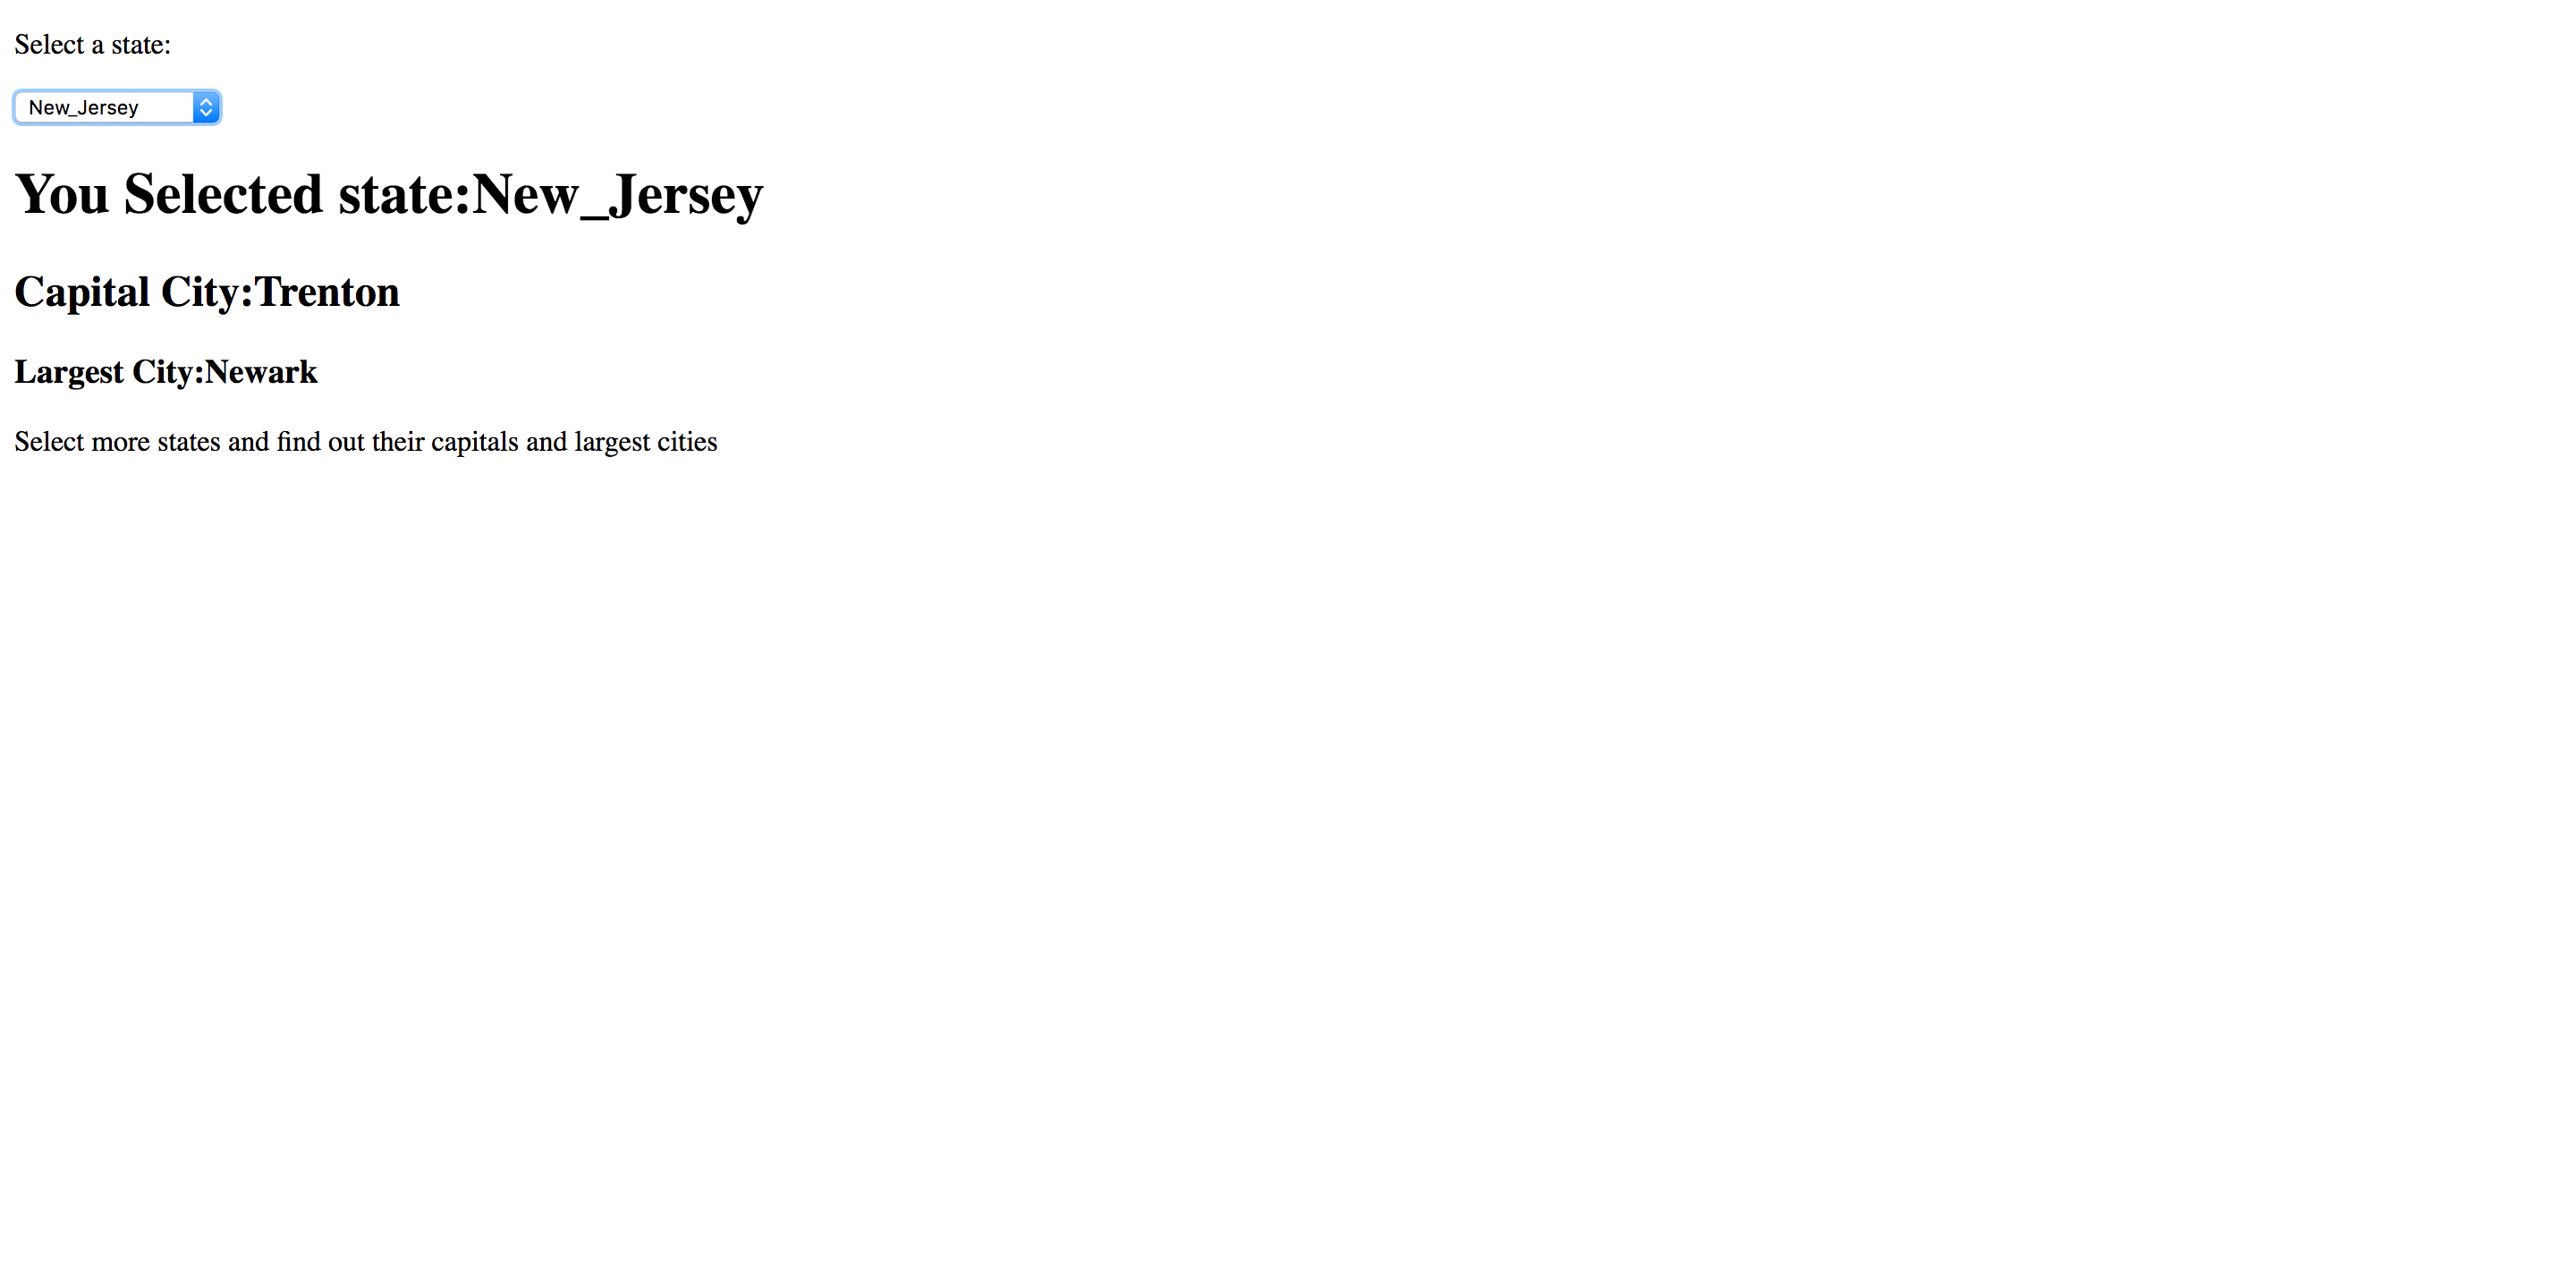 Select a state:
New_Jersey
You Selected state:New_Jersey
Capital City:Trenton
Largest City:Newark
Select more states and find out their capitals and largest cities